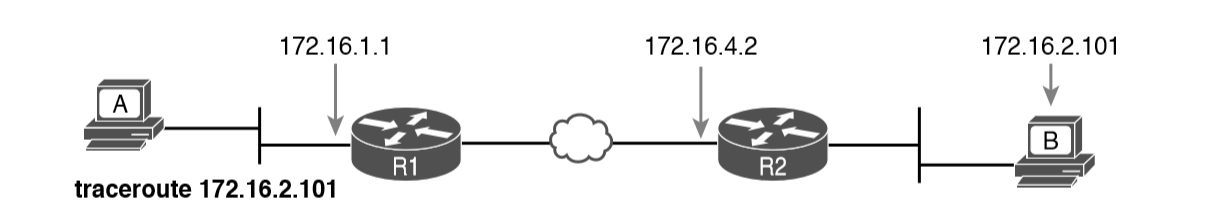 172.16.1.1
172.16.4.2
172.16.2.101
A
R1
R2
B
traceroute 172.16.2.101